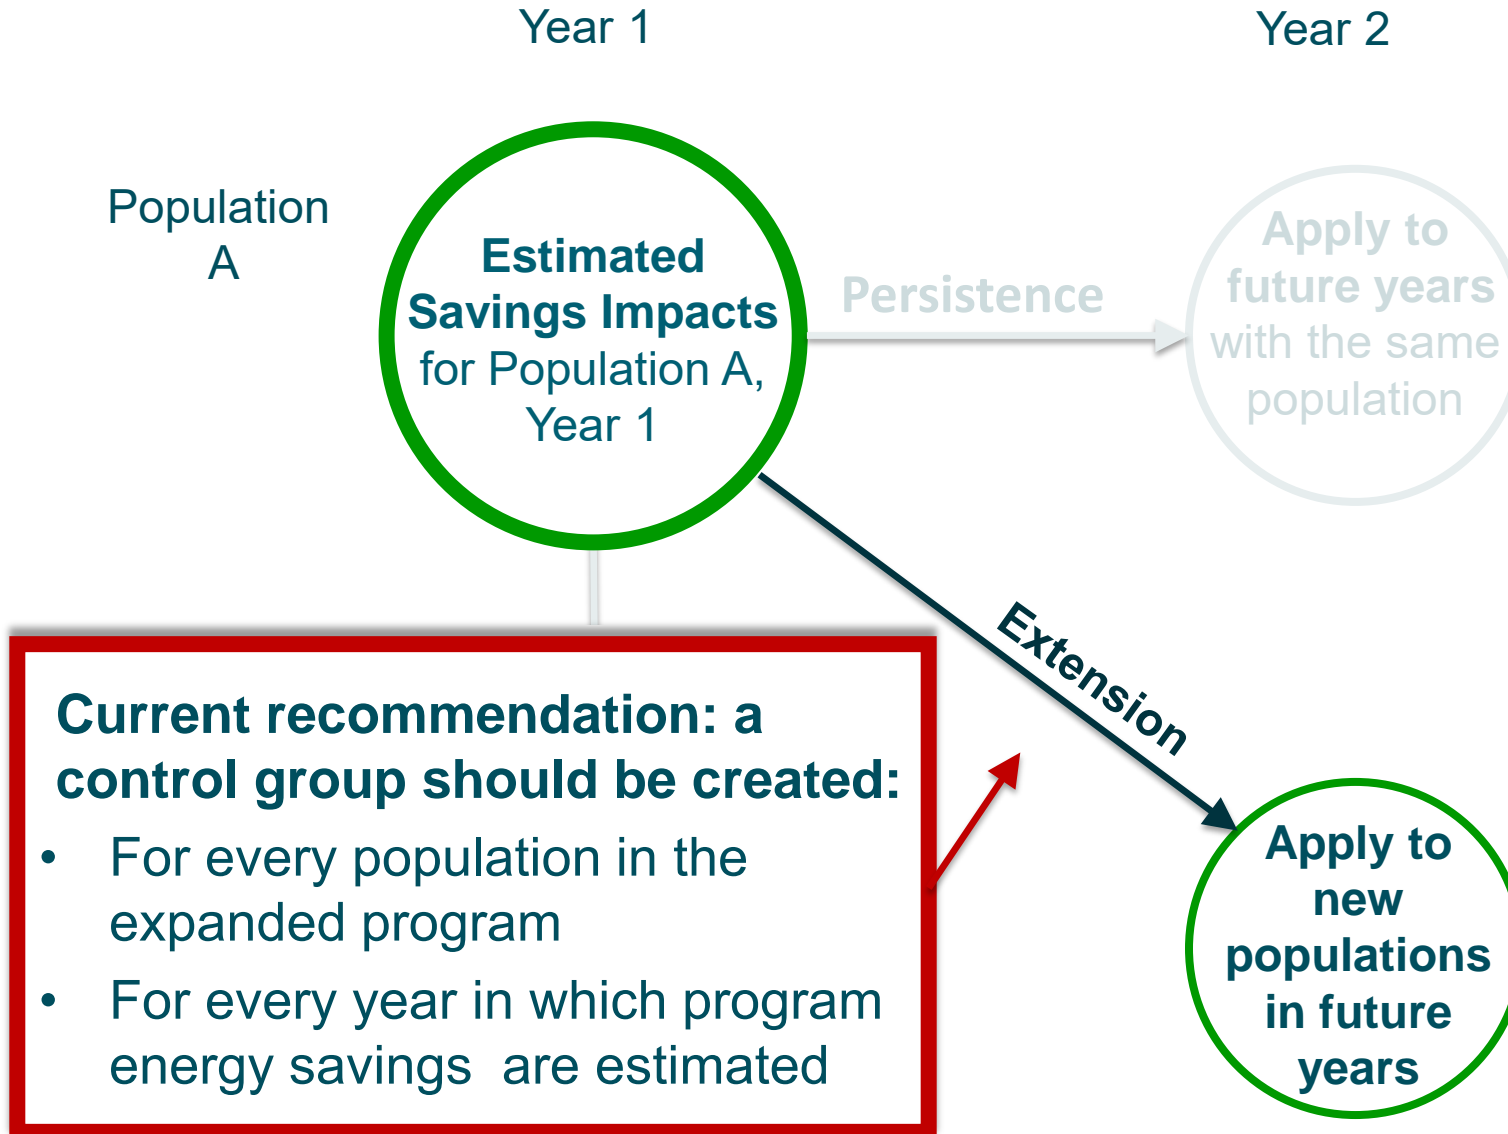 Year 1
Year 2
Population
A
Estimated
Savings Impacts
for Population A,
Year 1
Persistence
Apply to
future years
with the same
population
Extension
Current recommendation: a
control group should be created:
• For every population in the
expanded program
• For every year in which program
energy savings  are estimated
Apply to
new
populations
in future
years